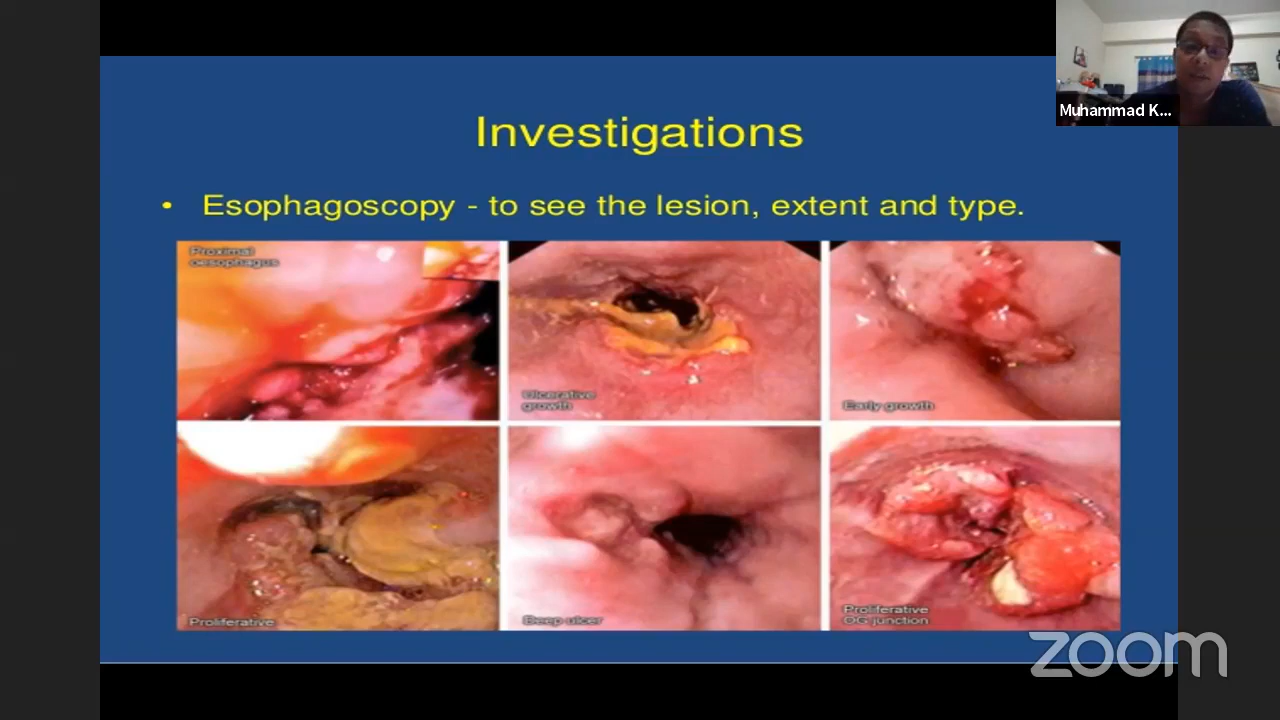 Muhammad K...
Investigations
• Esophagoscopy - to see the lesion, extent and type.
Proximal
oesophagus
Ulcerative
growth
Early growth
Proliferative
Deep ulcer
Proliferative
OG junction
zoom